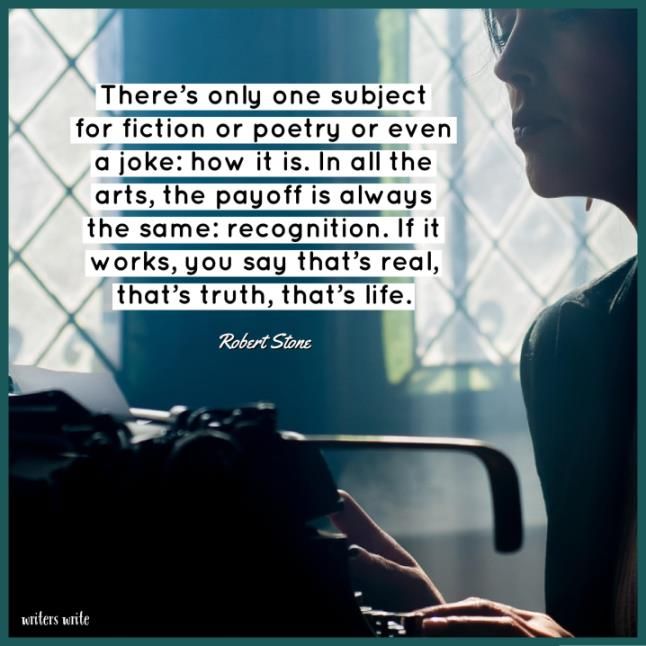 There's only one subject
for fiction or poetry or even
a joke: how it is. In all the
arts, the payoff is always
the same: recognition. If it
works, you say that's real,
that's truth, that's life.
Robert Stone
writers write